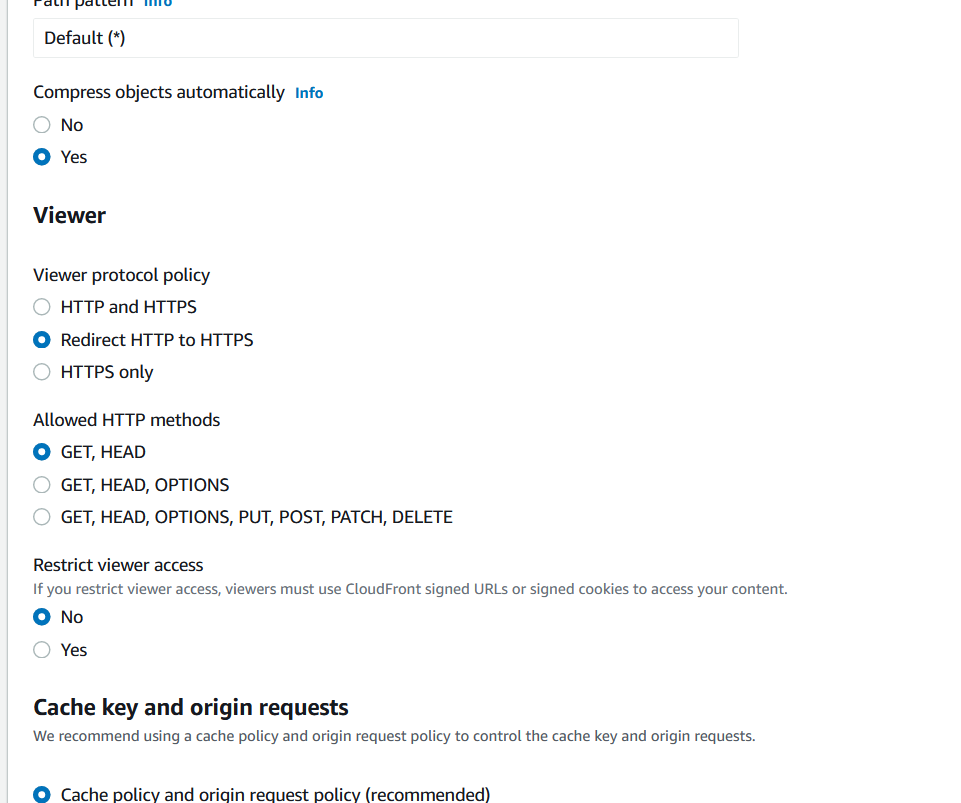 Path pattern Info
Default (*)
Compress objects automatically Info
No
Yes
Viewer
Viewer protocol policy
HTTP and HTTPS
Redirect HTTP to HTTPS
HTTPS only
Allowed HTTP methods
GET, HEAD
GET, HEAD, OPTIONS
GET, HEAD, OPTIONS, PUT, POST, PATCH, DELETE
Restrict viewer access
If you restrict viewer access, viewers must use CloudFront signed URLs or signed cookies to access your content.
No
Yes
Cache key and origin requests
We recommend using a cache policy and origin request policy to control the cache key and origin requests.
Cache policy and origin request policy (recommended)